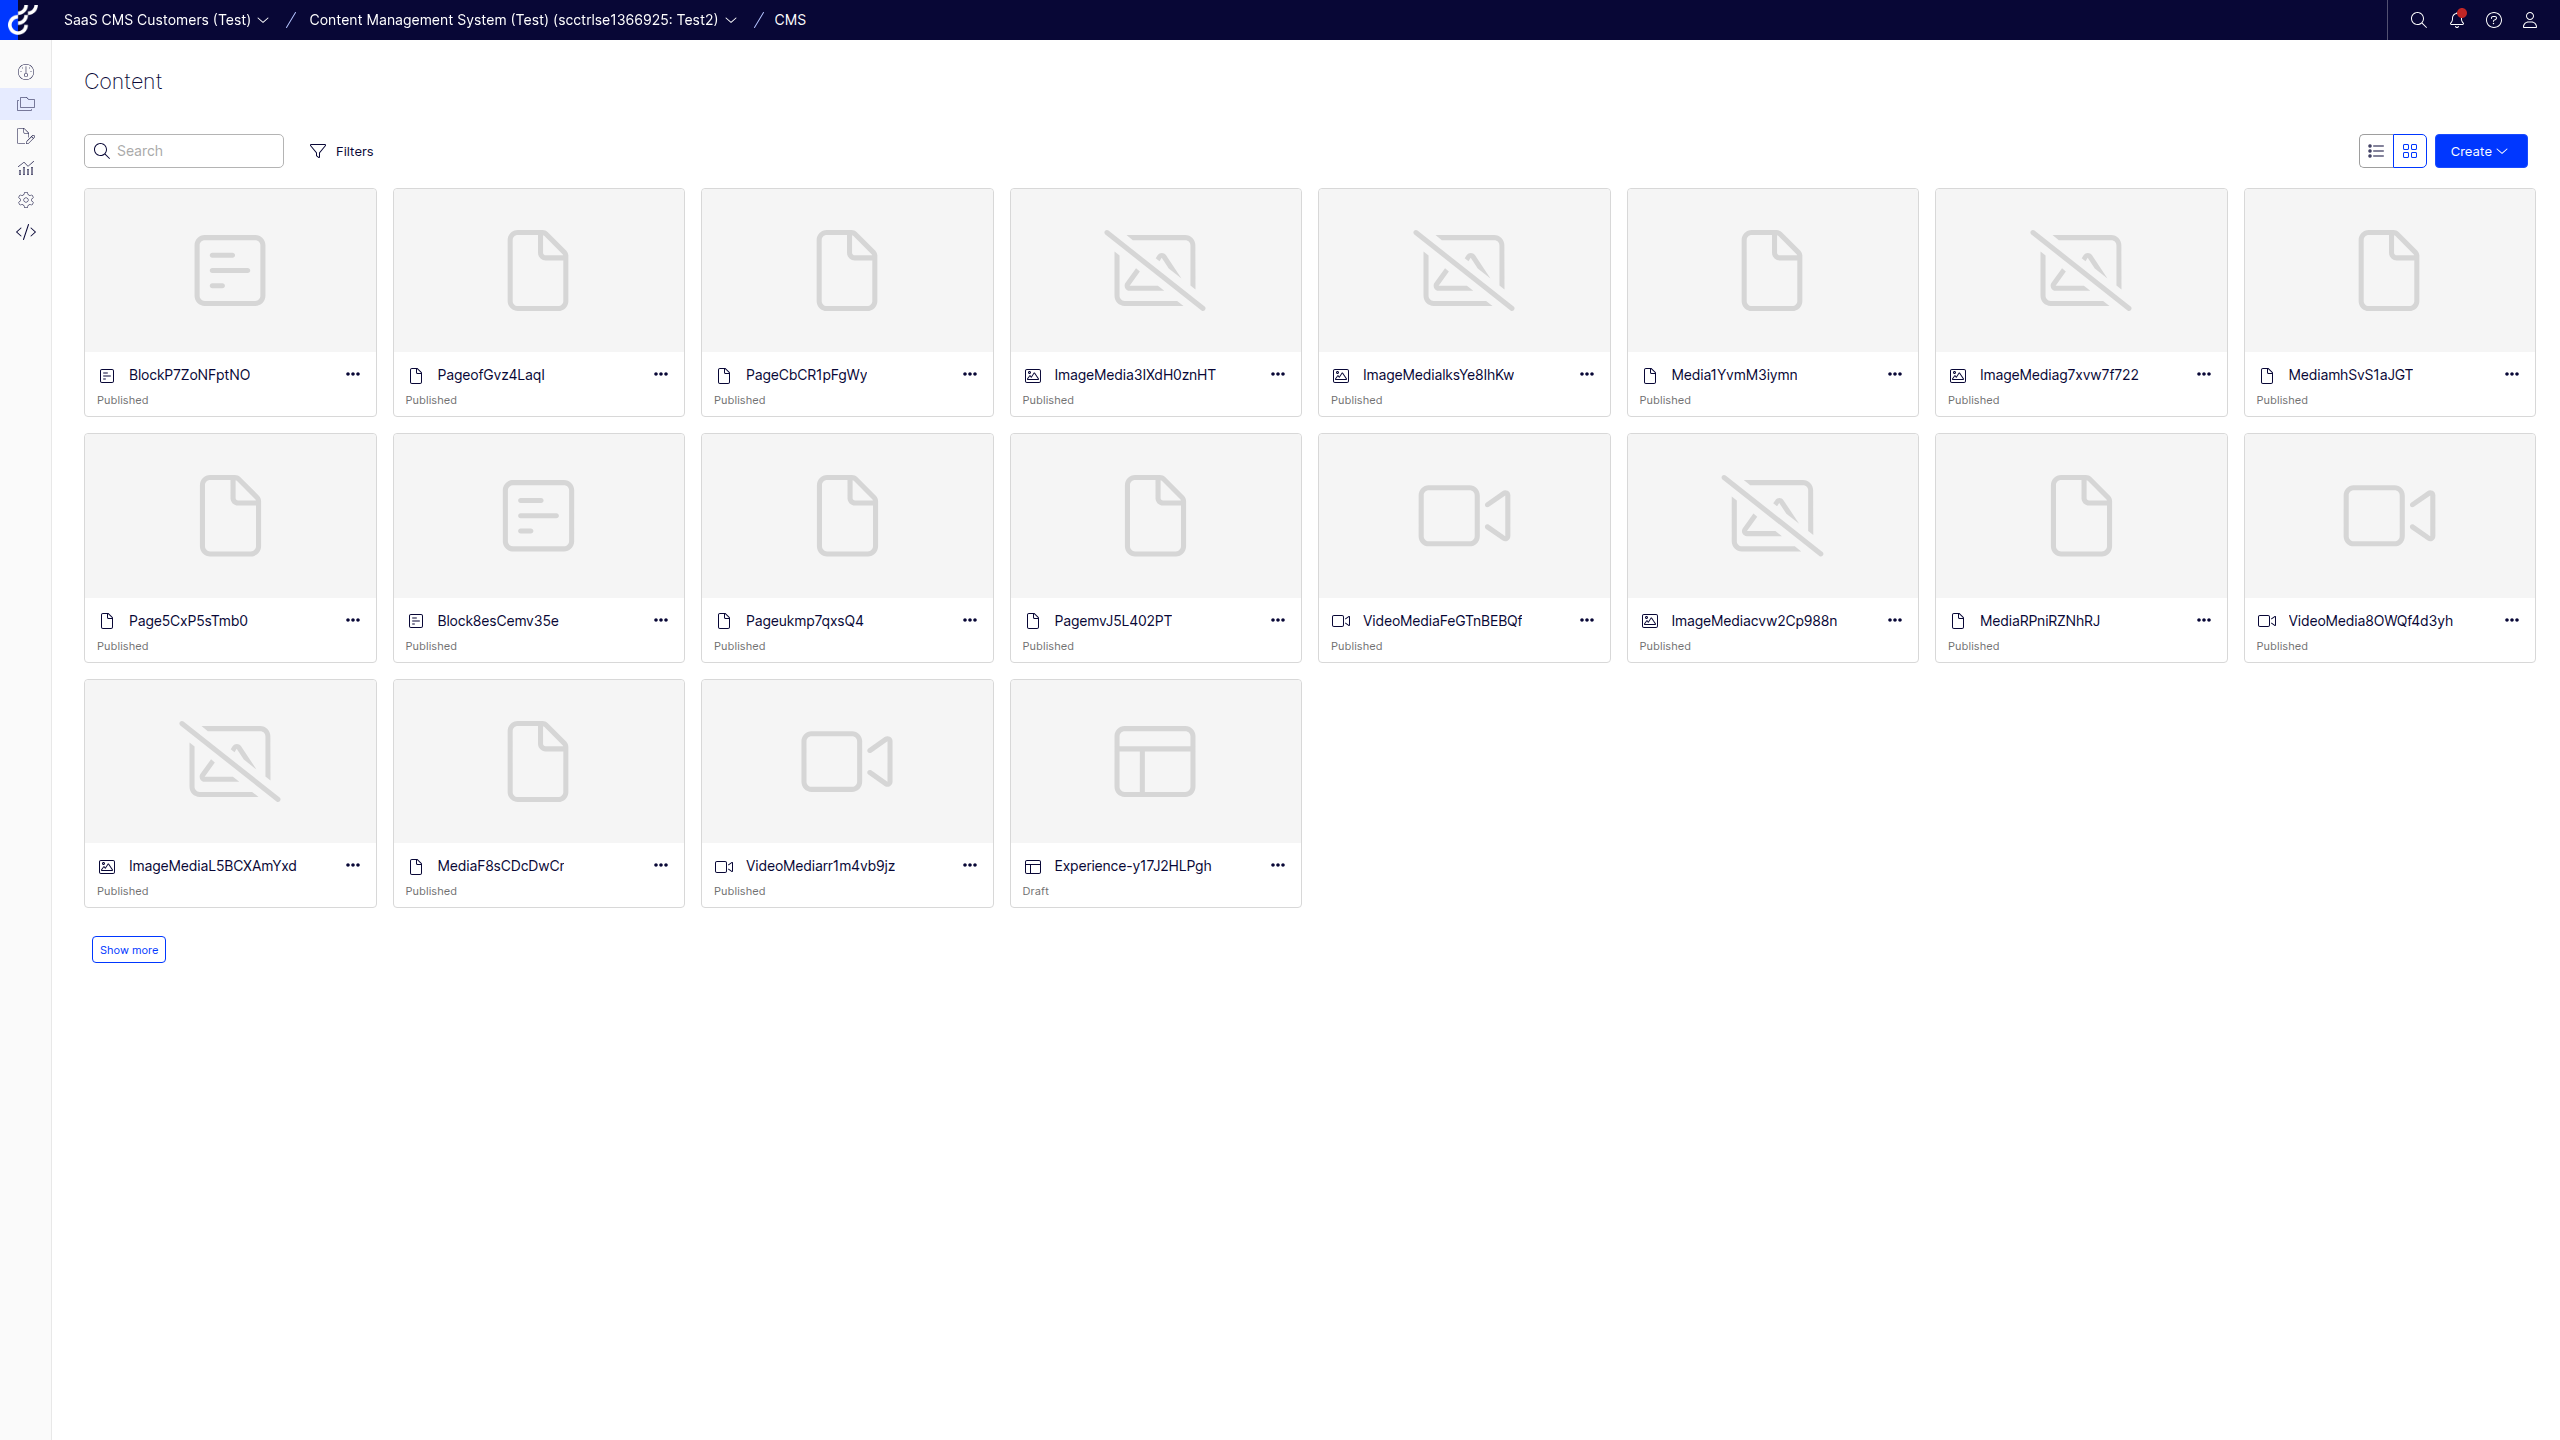 SaaS CMS Customers (Test) / Content Management System (Test) (scctrlse1366925: Test2) / CMS
Content
Search Filters Create
BlockP7ZoNFptNO PageofGvz4LaqI PageCbCR1pFgWy ImageMedia3IXdH0znHT ImageMedialksYe8lhKw Media1YvmM3iymn ImageMediag7xvw7f722 MediamhSvS1aJGT
Published Published Published Published Published Published Published Published
Page5CxP5sTmb0 Block8esCemv35e Pageukmp7qxsQ4 PagemvJ5L402PT VideoMediaFeGTnBEBQf ImageMediacvw2Cp988n MediaRPniRZNhRJ VideoMedia8OWQf4d3yh
Published Published Published Published Published Published Published Published
ImageMediaL5BCXAmYxd MediaF8sCDcDwCr VideoMediarr1m4vb9jz Experience-y17J2HLPgh
Published Published Published Draft
Show more